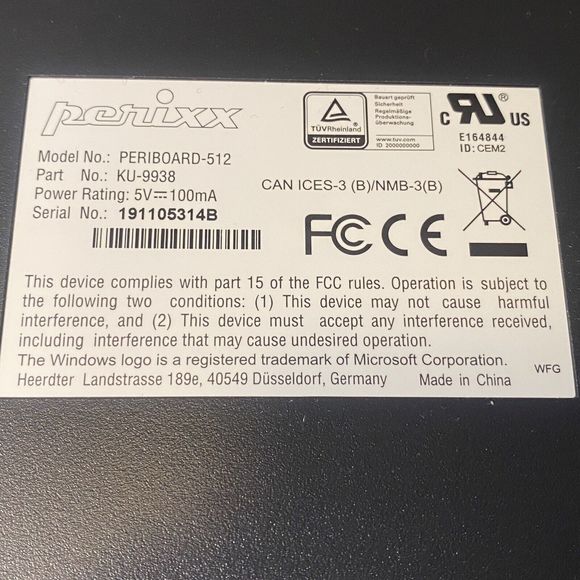 perixx
Model No.: PERIBOARD-512
Part No.: KU-9938
Power Rating: 5V⎓100mA
Serial No.: 191105314B
TÜVRheinland
ZERTIFIZIERT
Bauart geprüft
Sicherheit
Regelmäßige
Produktions-
überwachung
www.tuv.com
ID 2000000000
c RU US ®
E164844
ID: CEM2
CAN ICES-3 (B)/NMB-3(B)
FC CE
This device complies with part 15 of the FCC rules. Operation is subject to
the following two conditions: (1) This device may not cause harmful
interference, and (2) This device must accept any interference received,
including interference that may cause undesired operation.
The Windows logo is a registered trademark of Microsoft Corporation.
Heerdter Landstrasse 189e, 40549 Düsseldorf, Germany Made in China
WFG